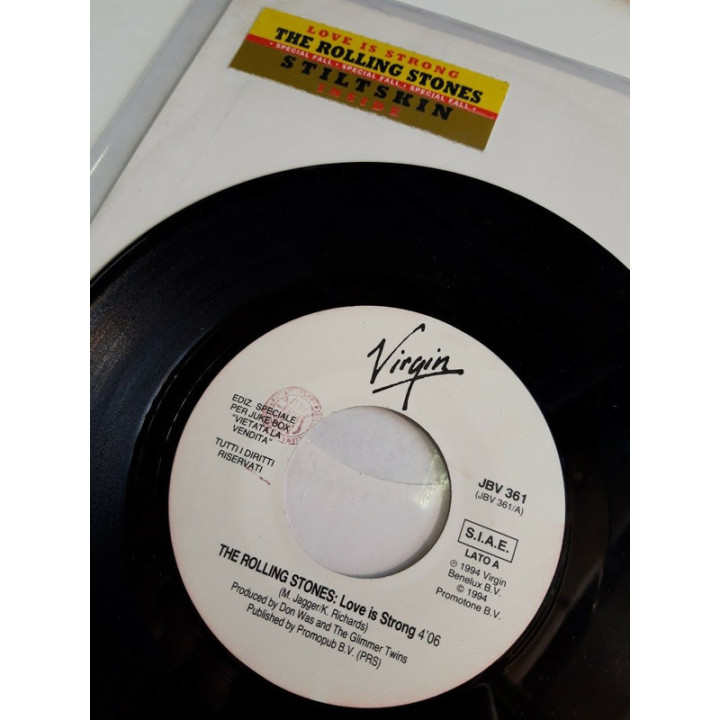 LOVE IS STRONG
THE ROLLING STONES
• SPECIAL FALL • SPECIAL FALL • SPECIAL FALL •
STILTSKIN
INSIDE
Virgin
EDIZ. SPECIALE
PER JUKE BOX
"VIETATA LA
VENDITA"
TUTTI I DIRITTI
RISERVATI
JBV 361
(JBV 361/A)
S.I.A.E.
LATO A
℗ 1994 Virgin
Benelux B.V.
© 1994
Promotone B.V.
THE ROLLING STONES: Love is Strong 4'06
(M. Jagger/K. Richards)
Produced by Don Was and The Glimmer Twins
Published by Promopub B.V. (PRS)